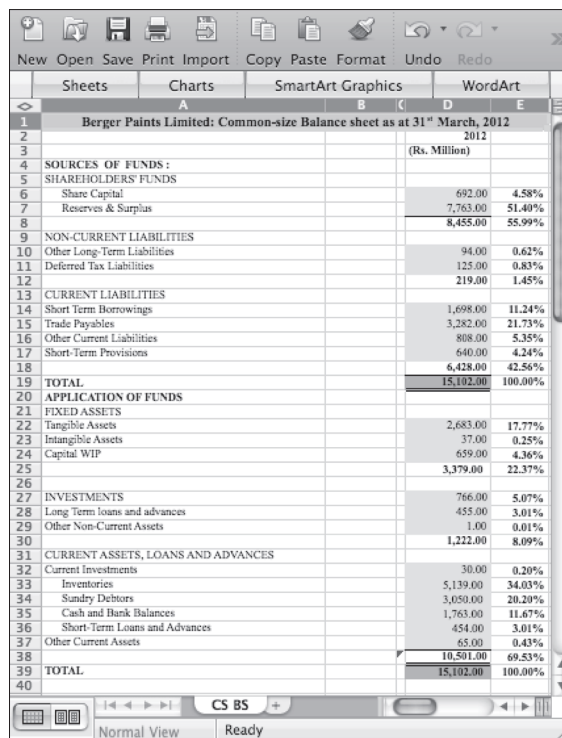 New Open Save Print Import Copy Paste Format Undo Redo
Sheets Charts SmartArt Graphics WordArt
A B C D E
1 Berger Paints Limited: Common-size Balance sheet as at 31st March, 2012
2 2012
3 (Rs. Million)
4 SOURCES OF FUNDS :
5 SHAREHOLDERS' FUNDS
6 Share Capital 692.00 4.58%
7 Reserves & Surplus 7,763.00 51.40%
8 8,455.00 55.99%
9 NON-CURRENT LIABILITIES
10 Other Long-Term Liabilities 94.00 0.62%
11 Deferred Tax Liabilities 125.00 0.83%
12 219.00 1.45%
13 CURRENT LIABILITIES
14 Short Term Borrowings 1,698.00 11.24%
15 Trade Payables 3,282.00 21.73%
16 Other Current Liabilities 808.00 5.35%
17 Short-Term Provisions 640.00 4.24%
18 6,428.00 42.56%
19 TOTAL 15,102.00 100.00%
20 APPLICATION OF FUNDS
21 FIXED ASSETS
22 Tangible Assets 2,683.00 17.77%
23 Intangible Assets 37.00 0.25%
24 Capital WIP 659.00 4.36%
25 3,379.00 22.37%
26
27 INVESTMENTS 766.00 5.07%
28 Long Term loans and advances 455.00 3.01%
29 Other Non-Current Assets 1.00 0.01%
30 1,222.00 8.09%
31 CURRENT ASSETS, LOANS AND ADVANCES
32 Current Investments 30.00 0.20%
33 Inventories 5,139.00 34.03%
34 Sundry Debtors 3,050.00 20.20%
35 Cash and Bank Balances 1,763.00 11.67%
36 Short-Term Loans and Advances 454.00 3.01%
37 Other Current Assets 65.00 0.43%
38 10,501.00 69.53%
39 TOTAL 15,102.00 100.00%
40
CS BS
Normal View Ready